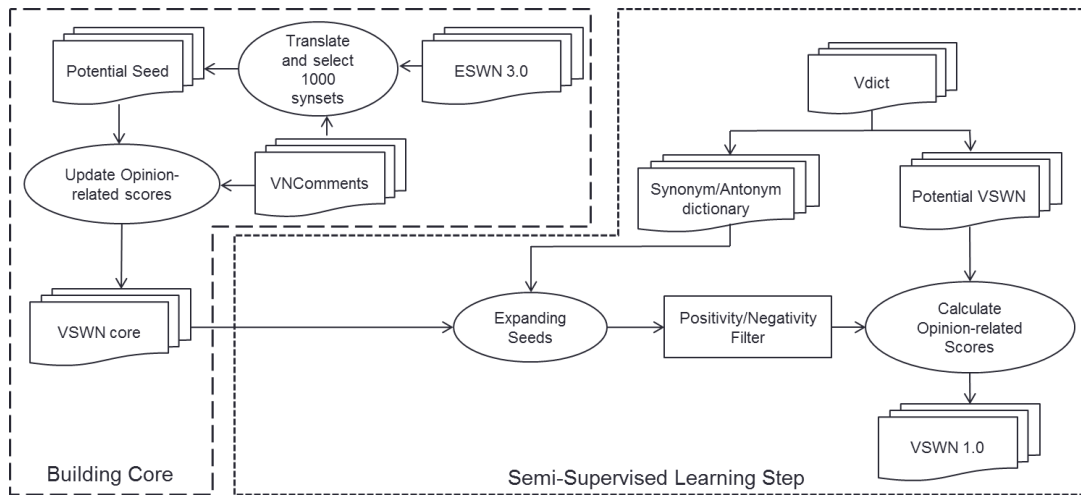 Potential Seed
Translate
and select
1000
synsets
ESWN 3.0
Update Opinion-
related scores
VNComments
VSWN core
Building Core
Vdict
Synonym/Antonym
dictionary
Potential VSWN
Expanding
Seeds
Positivity/Negativity
Filter
Calculate
Opinion-related
Scores
VSWN 1.0
Semi-Supervised Learning Step